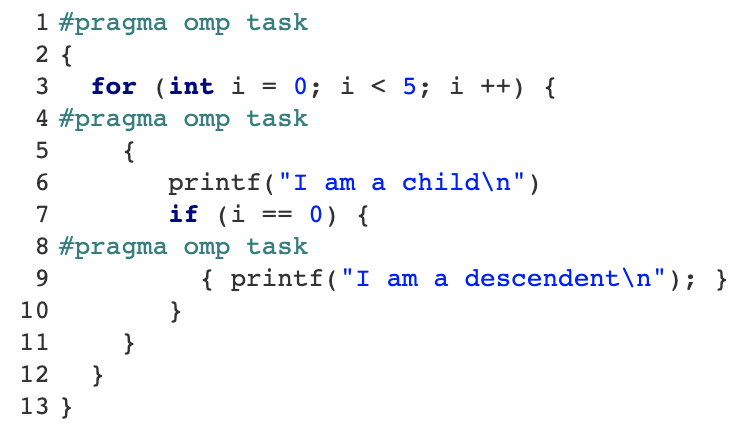 1 #pragma omp task
2 {
3   for (int i = 0; i < 5; i ++) {
4 #pragma omp task
5     {
6        printf("I am a child\n")
7        if (i == 0) {
8 #pragma omp task
9          { printf("I am a descendent\n"); }
10        }
11     }
12   }
13 }